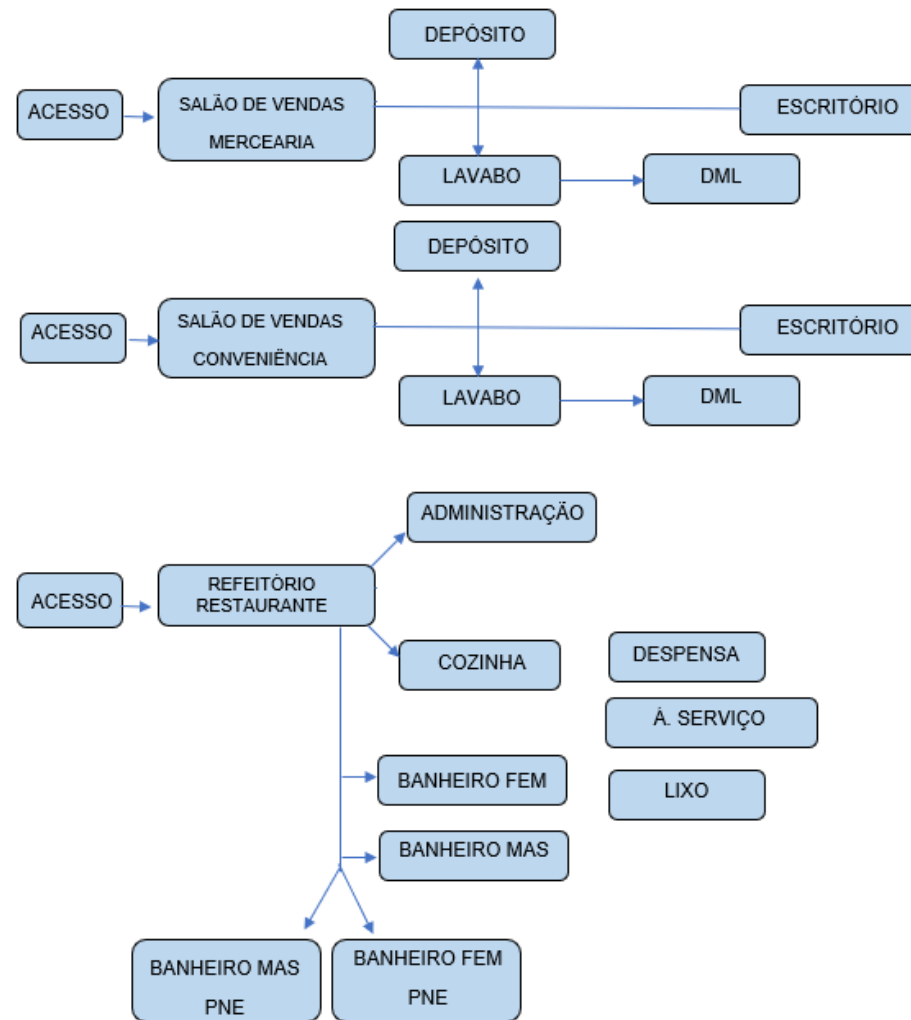 DEPÓSITO
ACESSO
SALÃO DE VENDAS
MERCEARIA
ESCRITÓRIO
LAVABO
DML
DEPÓSITO
ACESSO
SALÃO DE VENDAS
CONVENIÊNCIA
ESCRITÓRIO
LAVABO
DML
ADMINISTRAÇÃO
ACESSO
REFEITÓRIO
RESTAURANTE
COZINHA
DESPENSA
Á. SERVIÇO
BANHEIRO FEM
LIXO
BANHEIRO MAS
BANHEIRO MAS
PNE
BANHEIRO FEM
PNE